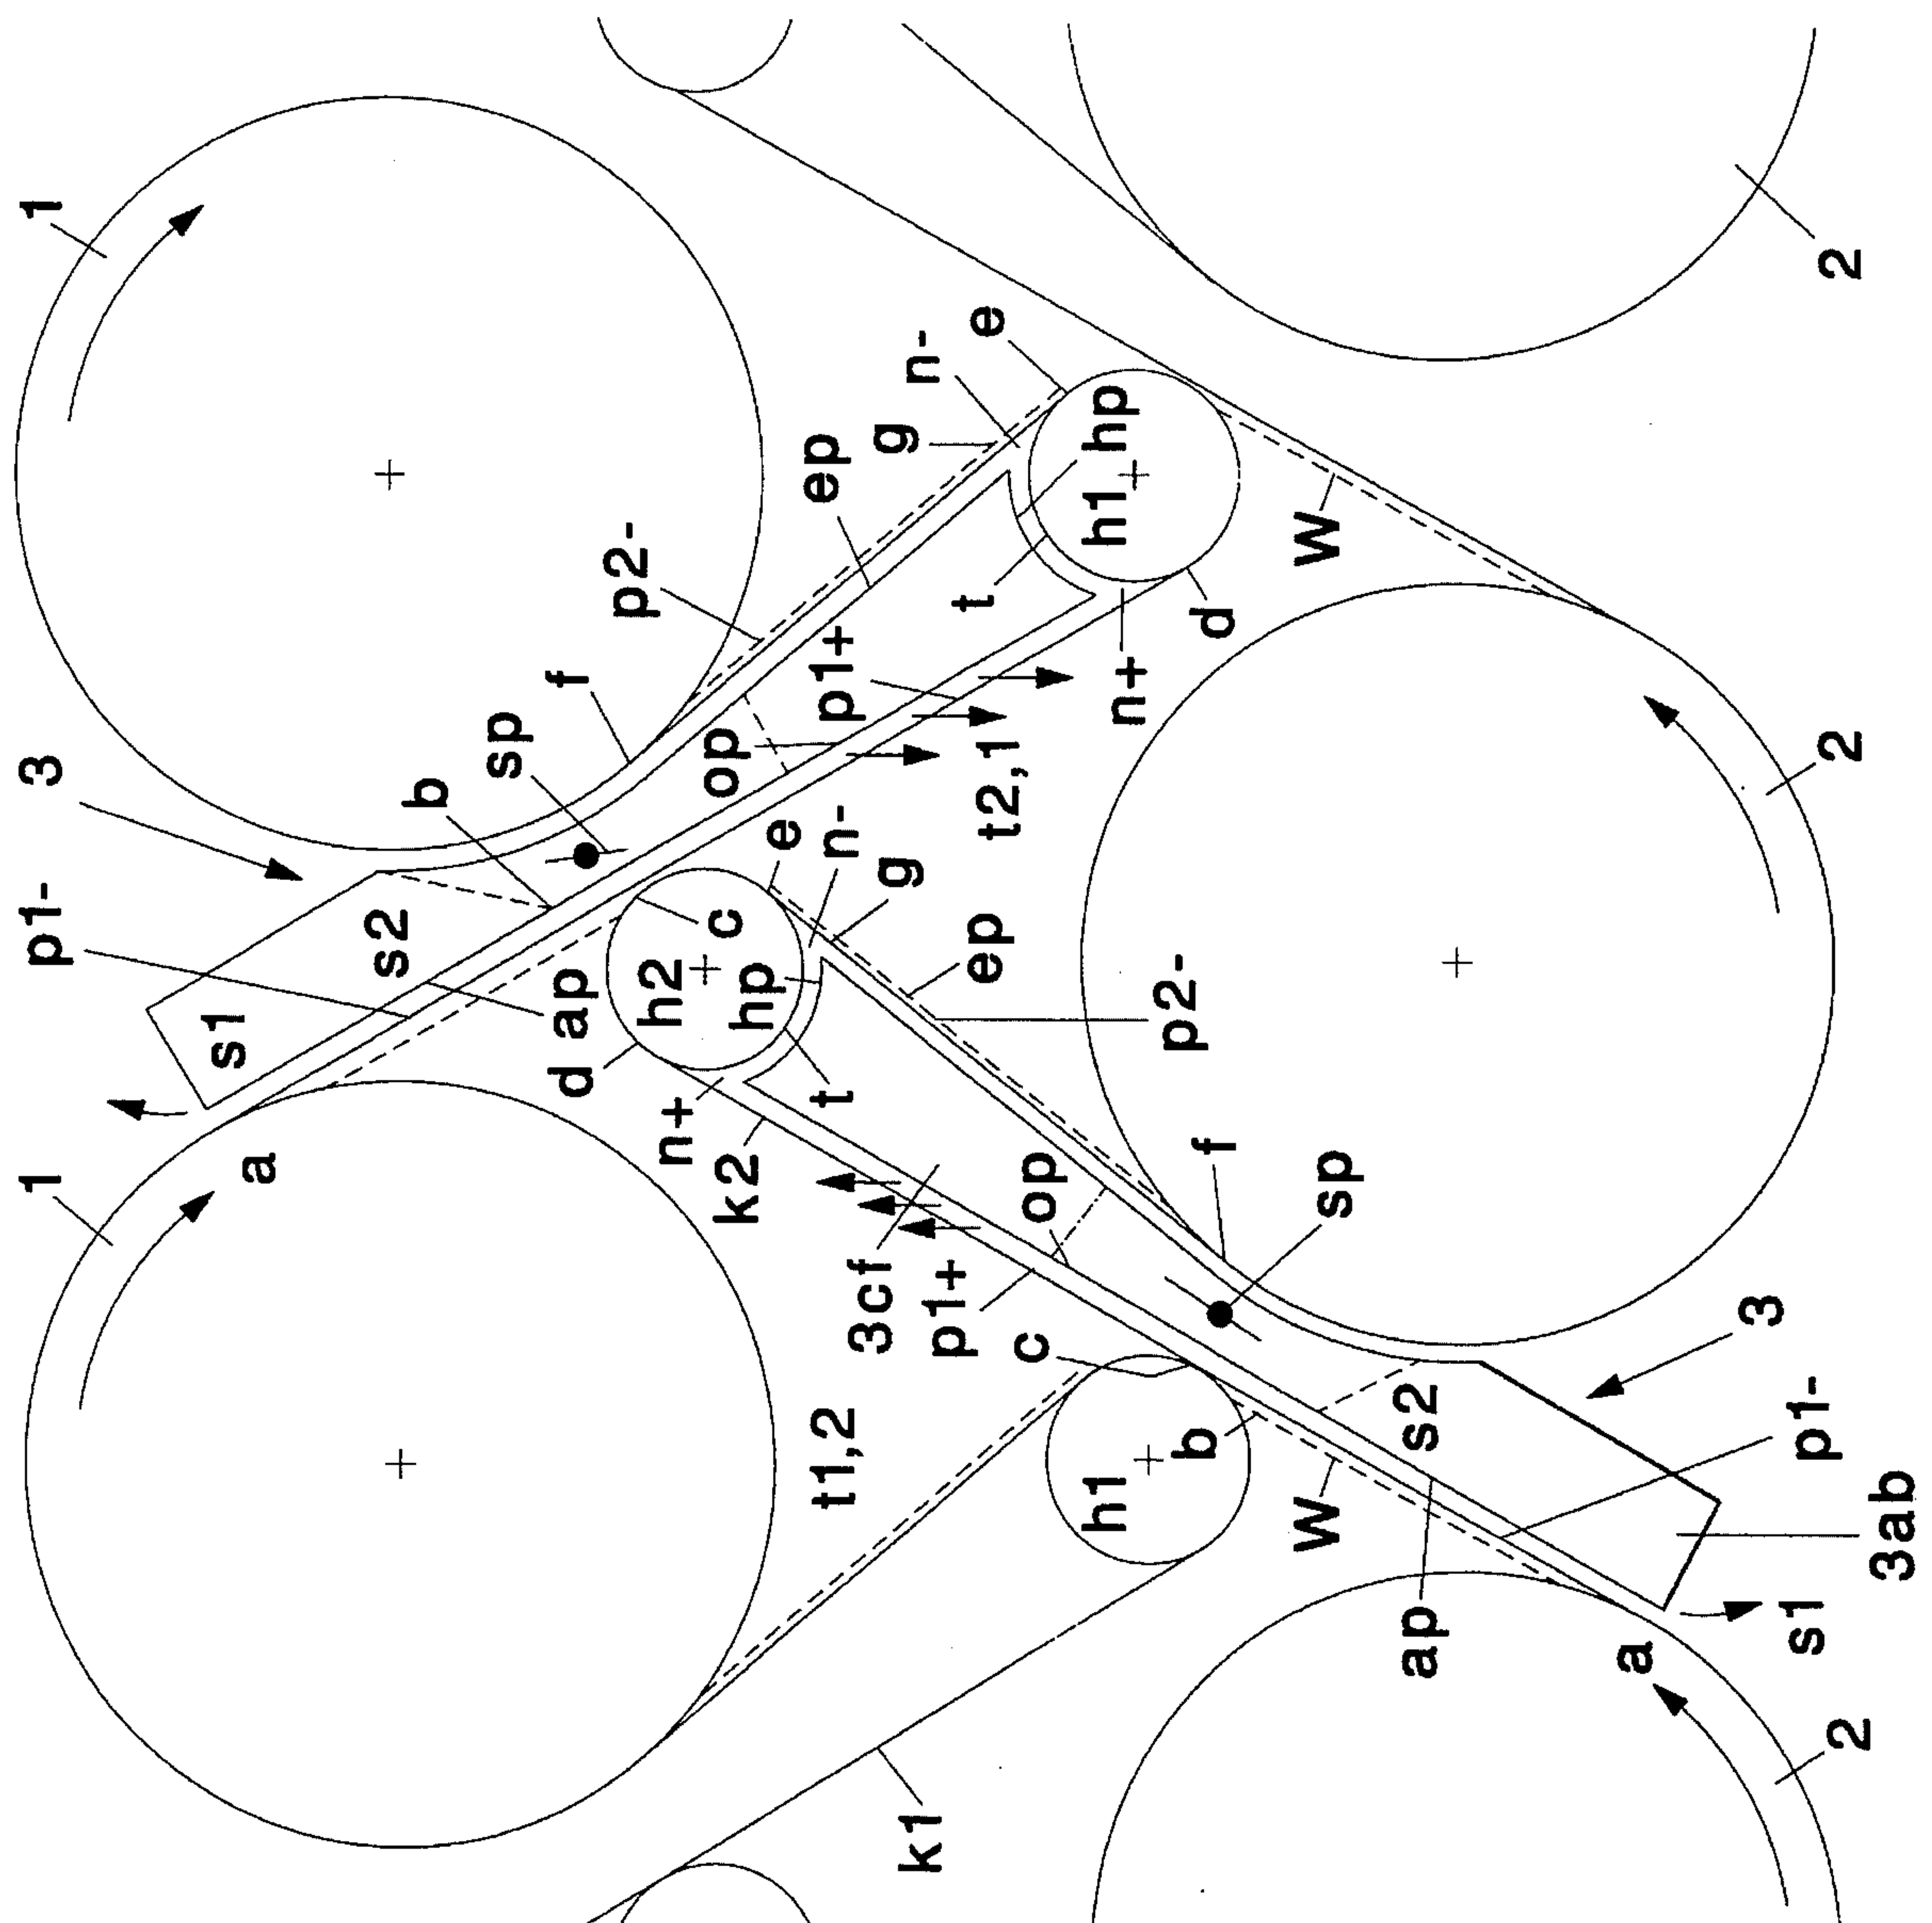 1
3
p1-
s1
s2
b
sp
f
p2-
ep
g
n-
e
h1
hp
t
d
n+
W
2
op
p1+
t2,1
ap
d
h2
hp
c
e
n-
g
ep
p2-
t
n+
k2
a
1
3cf
p1+
op
c
f
sp
3
p1-
s2
b
h1
t1,2
W
ap
a
s1
3ab
2
k1
2